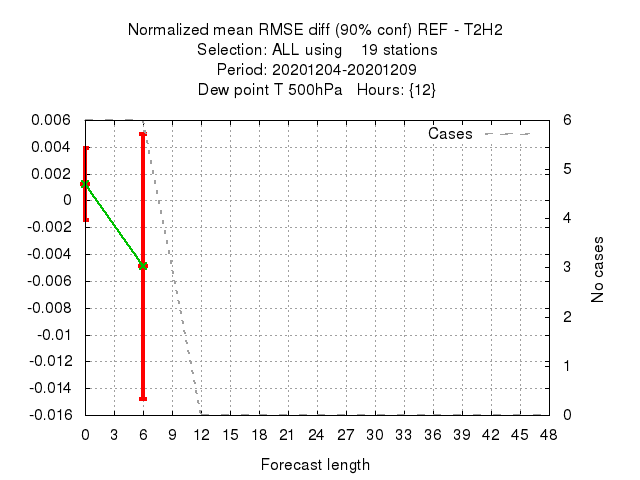 Normalized mean RMSE diff (90% conf) REF - T2H2
Selection: ALL using 19 stations
Period: 20201204-20201209
Dew point T 500hPa Hours: {12}
Cases
0.006
0.004
0.002
0
-0.002
-0.004
-0.006
-0.008
-0.01
-0.012
-0.014
-0.016
6
5
4
3
2
1
0
No cases
0 3 6 9 12 15 18 21 24 27 30 33 36 39 42 45 48
Forecast length